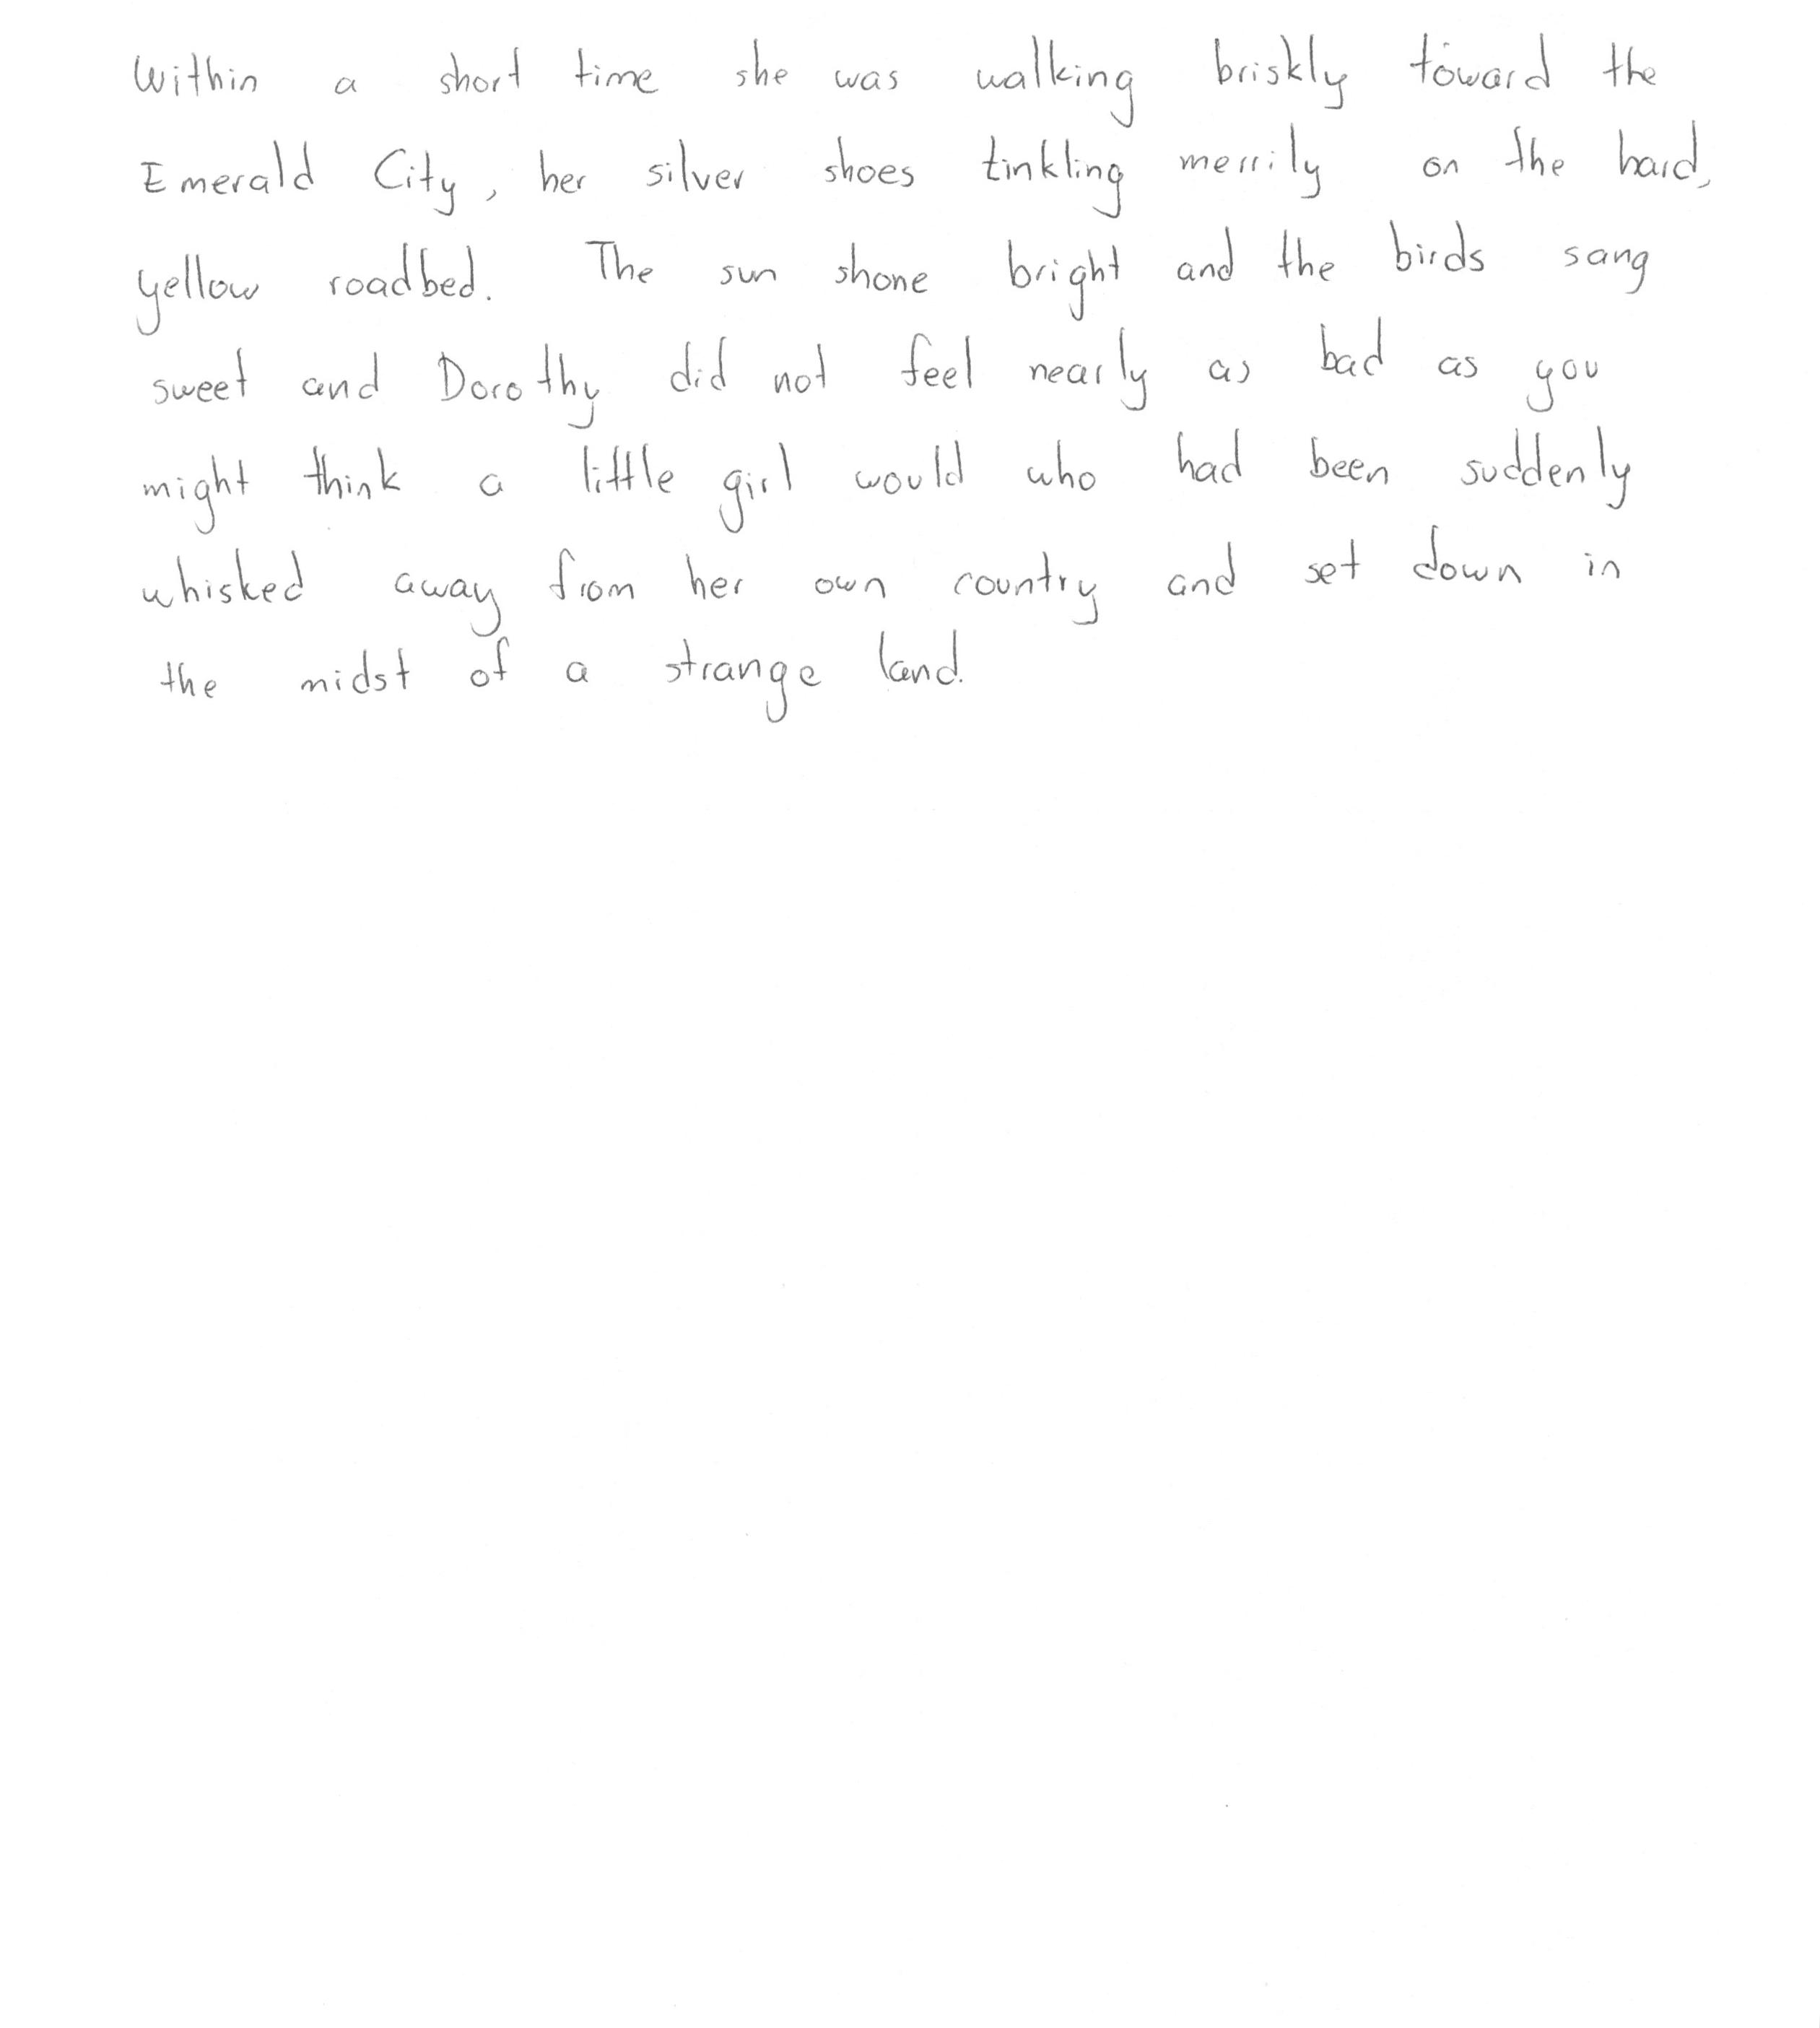 Within a short time she was walking briskly toward the
Emerald City, her silver shoes tinkling merrily on the hard,
yellow roadbed. The sun shone bright and the birds sang
sweet and Dorothy did not feel nearly as bad as you
might think a little girl would who had been suddenly
whisked away from her own country and set down in
the midst of a strange land.